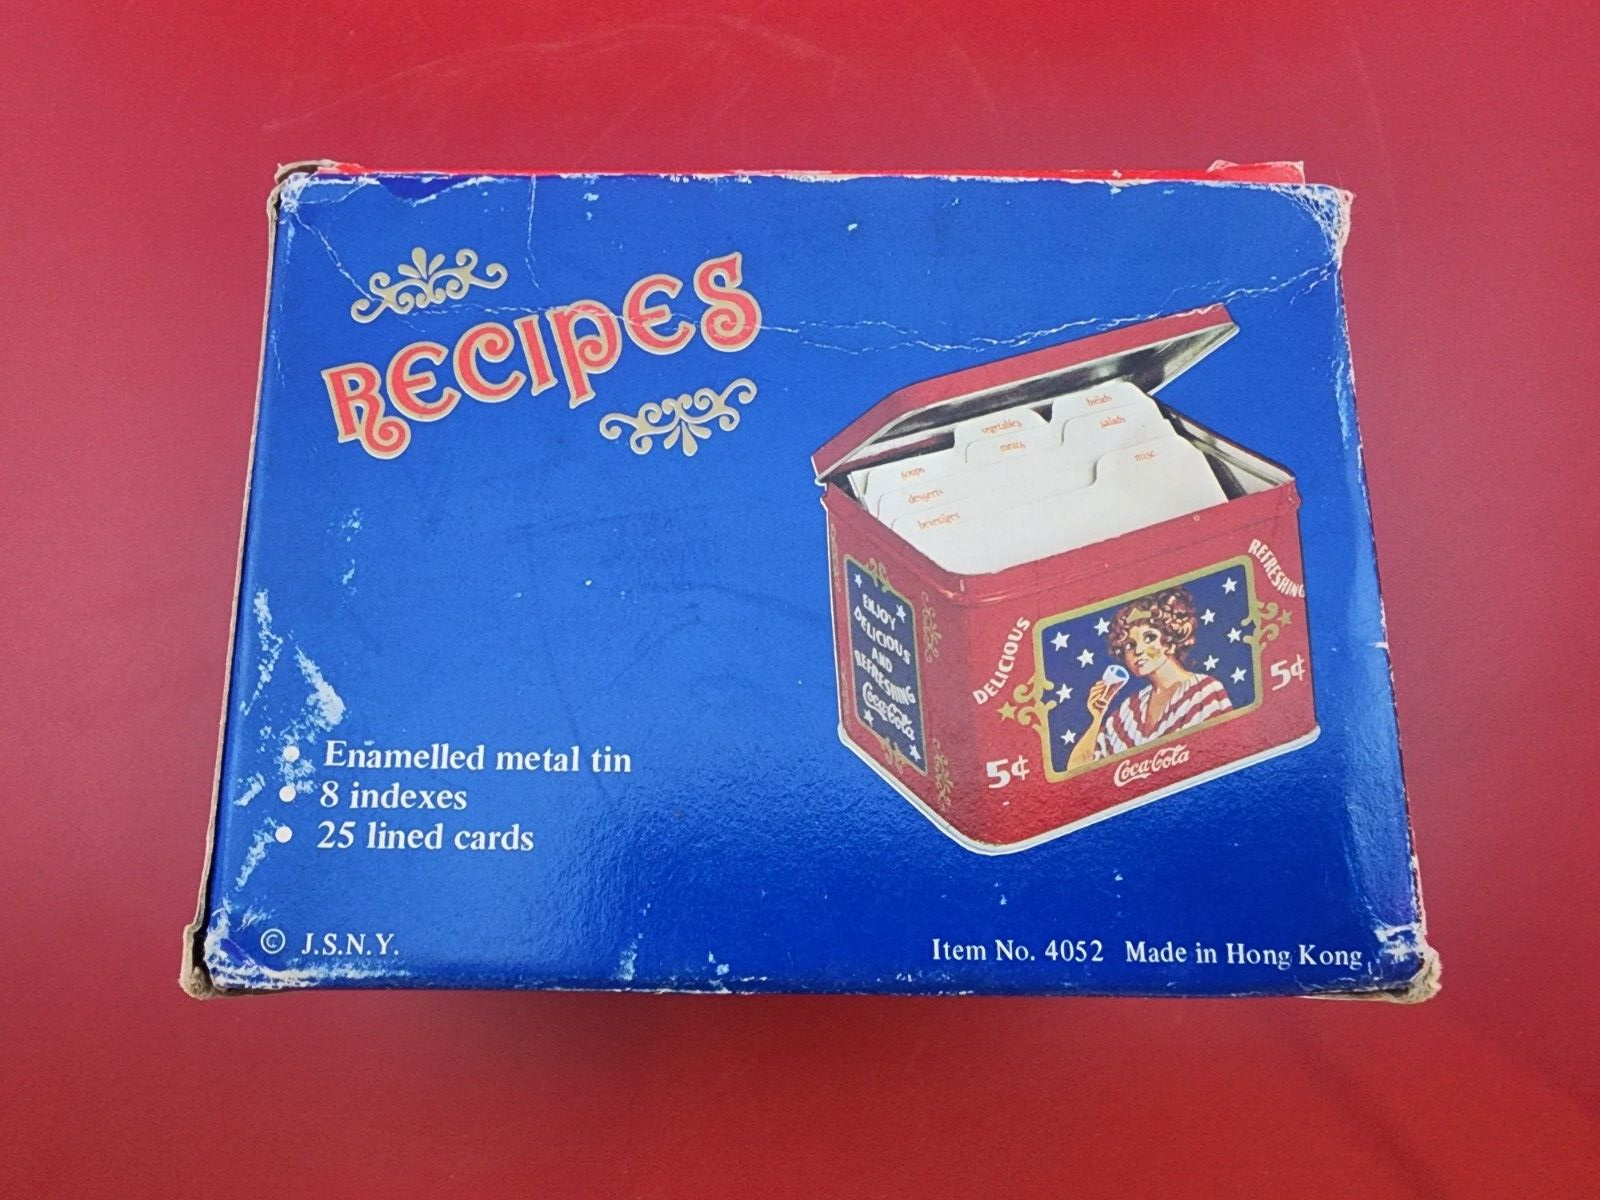 RECIPES
breads
vegetables
salads
meats
misc.
soups
desserts
beverages
ENJOY
DELICIOUS
AND
REFRESHING
Coca-Cola
DELICIOUS
REFRESHING
5¢
5¢
Coca-Cola
• Enamelled metal tin
• 8 indexes
• 25 lined cards
© J.S.N.Y.
Item No. 4052 Made in Hong Kong